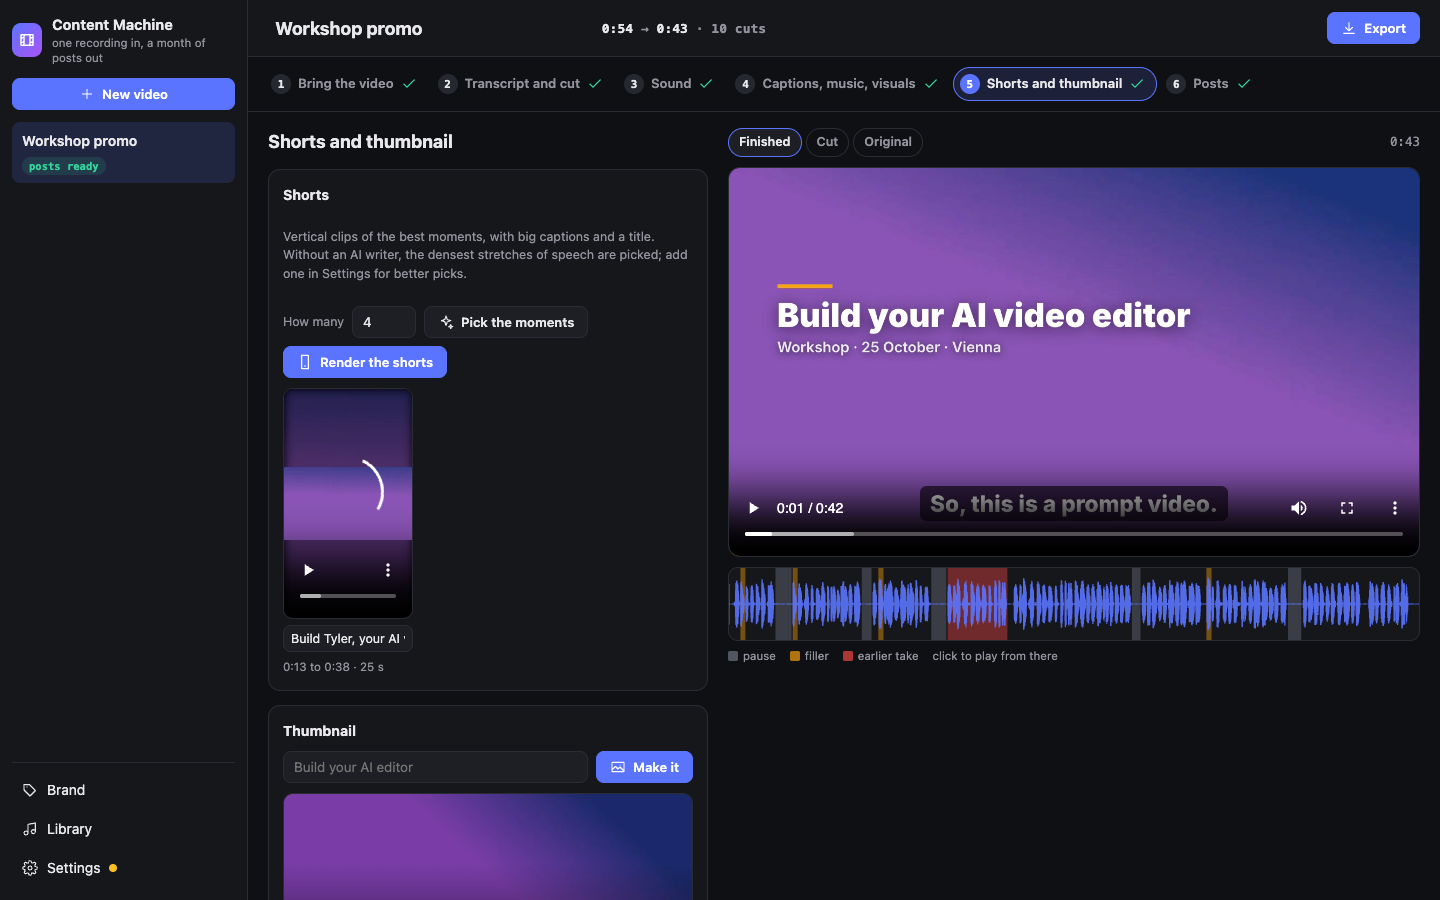 Content Machine
one recording in, a month of
posts out
New video
Workshop promo
posts ready
Brand
Library
Settings
Workshop promo
0:54 → 0:43 · 10 cuts
Export
1 Bring the video
2 Transcript and cut
3 Sound
4 Captions, music, visuals
5 Shorts and thumbnail
6 Posts
Shorts and thumbnail
Shorts
Vertical clips of the best moments, with big captions and a title.
Without an AI writer, the densest stretches of speech are picked; add
one in Settings for better picks.
How many 4 Pick the moments
Render the shorts
Build Tyler, your AI
0:13 to 0:38 · 25 s
Thumbnail
Build your AI editor
Make it
Finished Cut Original
0:43
Build your AI video editor
Workshop · 25 October · Vienna
So, this is a prompt video.
0:01 / 0:42
pause filler earlier take click to play from there